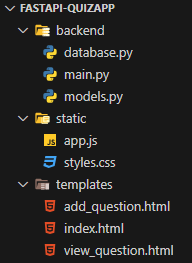 FASTAPI-QUIZAPP
backend
database.py
main.py
models.py
static
JS app.js
styles.css
templates
add_question.html
index.html
view_question.html